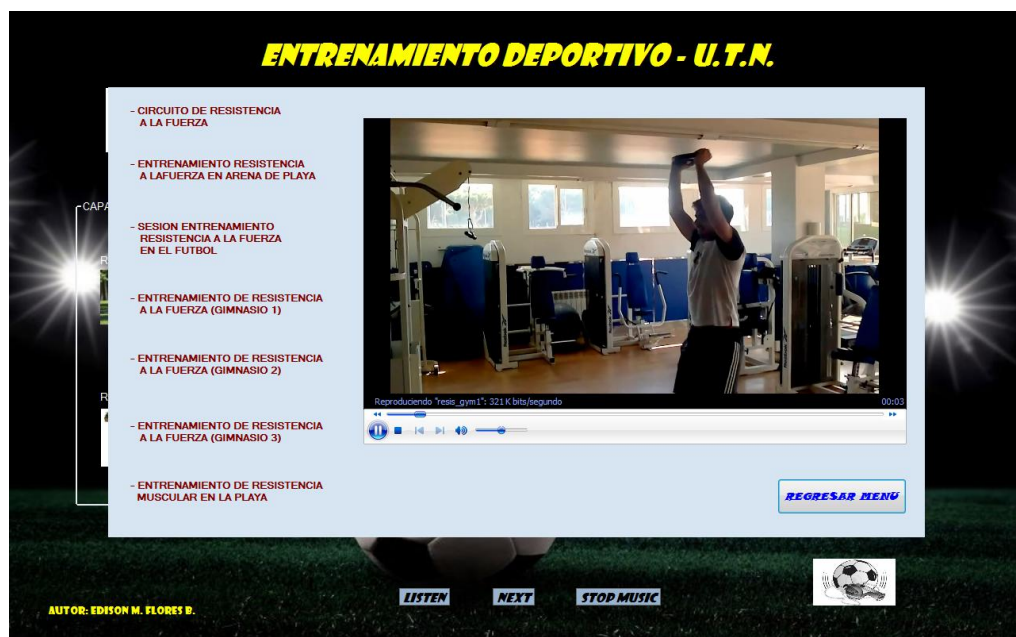 ENTRENAMIENTO DEPORTIVO - U.T.N.
- CIRCUITO DE RESISTENCIA
A LA FUERZA
- ENTRENAMIENTO RESISTENCIA
A LAFUERZA EN ARENA DE PLAYA
- SESION ENTRENAMIENTO
RESISTENCIA A LA FUERZA
EN EL FUTBOL
- ENTRENAMIENTO DE RESISTENCIA
A LA FUERZA (GIMNASIO 1)
- ENTRENAMIENTO DE RESISTENCIA
A LA FUERZA (GIMNASIO 2)
- ENTRENAMIENTO DE RESISTENCIA
A LA FUERZA (GIMNASIO 3)
- ENTRENAMIENTO DE RESISTENCIA
MUSCULAR EN LA PLAYA
CAPA
R
R
Reproduciendo "resis_gym1": 321 K bits/segundo 00:03
REGRESAR MENU
LISTEN NEXT STOP MUSIC
AUTOR: EDISON M. FLORES B.